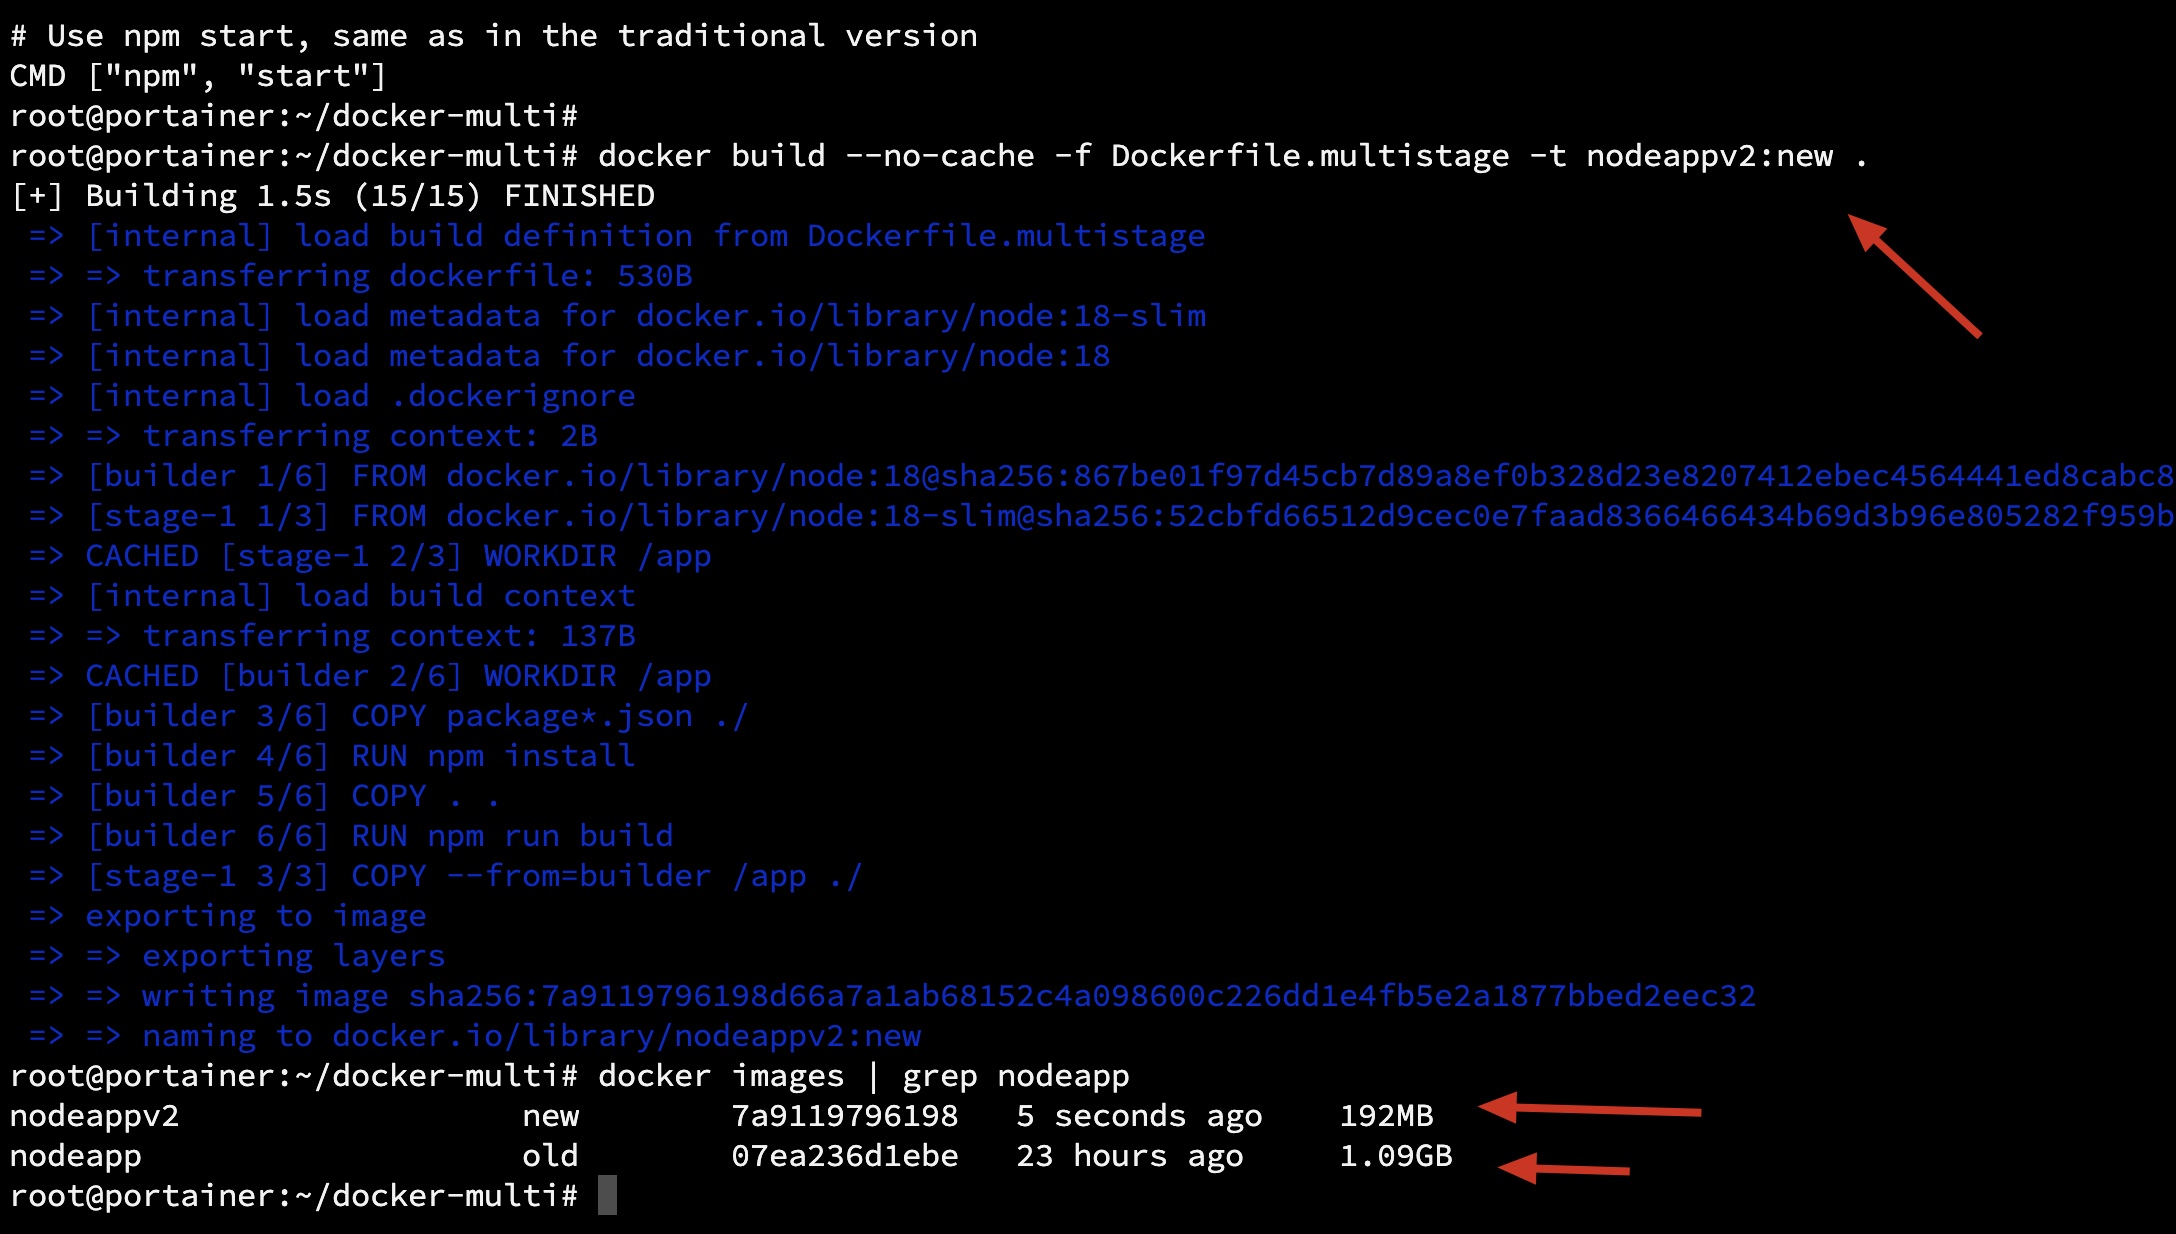 # Use npm start, same as in the traditional version
CMD ["npm", "start"]
root@portainer:~/docker-multi#
root@portainer:~/docker-multi# docker build --no-cache -f Dockerfile.multistage -t nodeappv2:new .
[+] Building 1.5s (15/15) FINISHED
=> [internal] load build definition from Dockerfile.multistage
=> => transferring dockerfile: 530B
=> [internal] load metadata for docker.io/library/node:18-slim
=> [internal] load metadata for docker.io/library/node:18
=> [internal] load .dockerignore
=> => transferring context: 2B
=> [builder 1/6] FROM docker.io/library/node:18@sha256:867be01f97d45cb7d89a8ef0b328d23e8207412ebec4564441ed8cabc8
=> [stage-1 1/3] FROM docker.io/library/node:18-slim@sha256:52cbfd66512d9cec0e7faad8366466434b69d3b96e805282f959b
=> CACHED [stage-1 2/3] WORKDIR /app
=> [internal] load build context
=> => transferring context: 137B
=> CACHED [builder 2/6] WORKDIR /app
=> [builder 3/6] COPY package*.json ./
=> [builder 4/6] RUN npm install
=> [builder 5/6] COPY . .
=> [builder 6/6] RUN npm run build
=> [stage-1 3/3] COPY --from=builder /app ./
=> exporting to image
=> => exporting layers
=> => writing image sha256:7a9119796198d66a7a1ab68152c4a098600c226dd1e4fb5e2a1877bbed2eec32
=> => naming to docker.io/library/nodeappv2:new
root@portainer:~/docker-multi# docker images | grep nodeapp
nodeappv2 new 7a9119796198 5 seconds ago 192MB
nodeapp old 07ea236d1ebe 23 hours ago 1.09GB
root@portainer:~/docker-multi#